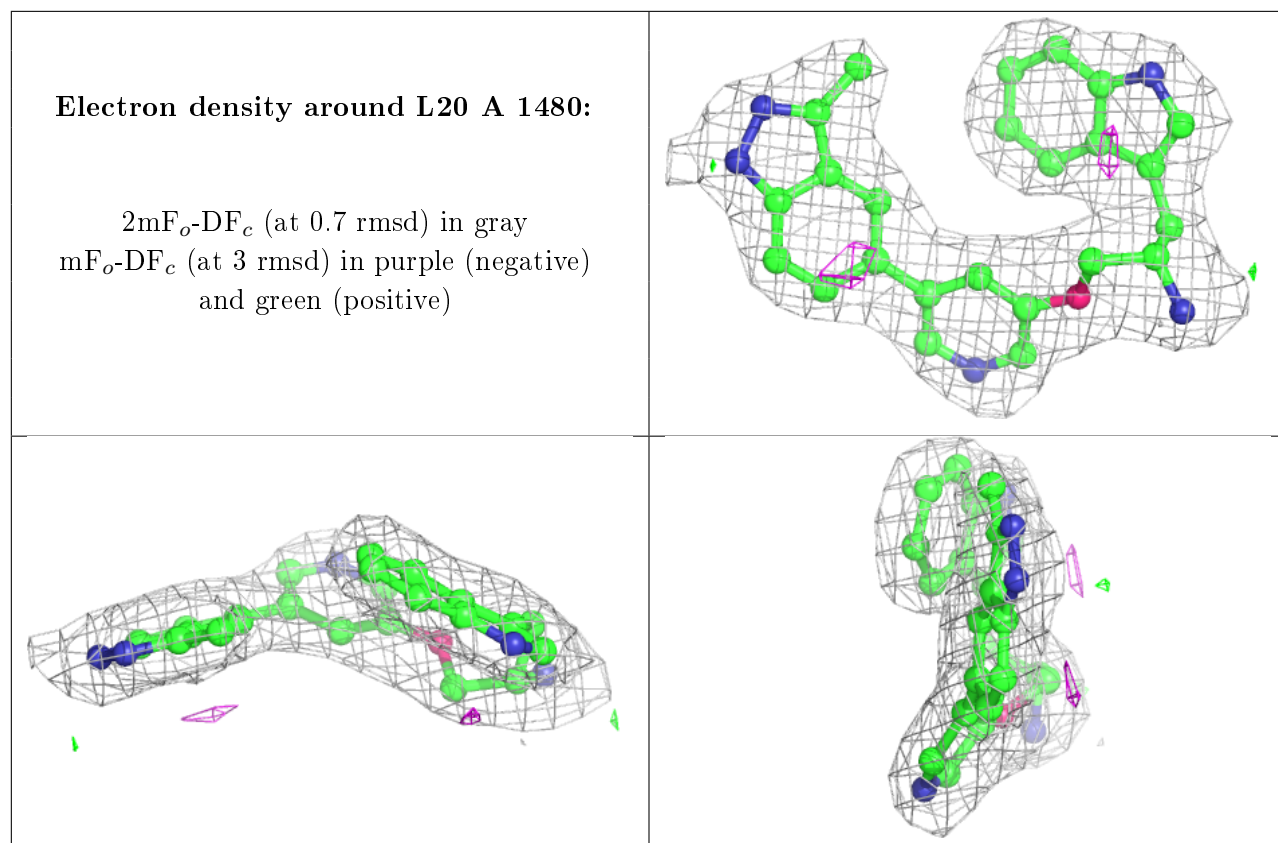 Electron density around L20 A 1480:
2mFₒ-DF𝒸 (at 0.7 rmsd) in gray
mFₒ-DF𝒸 (at 3 rmsd) in purple (negative)
and green (positive)